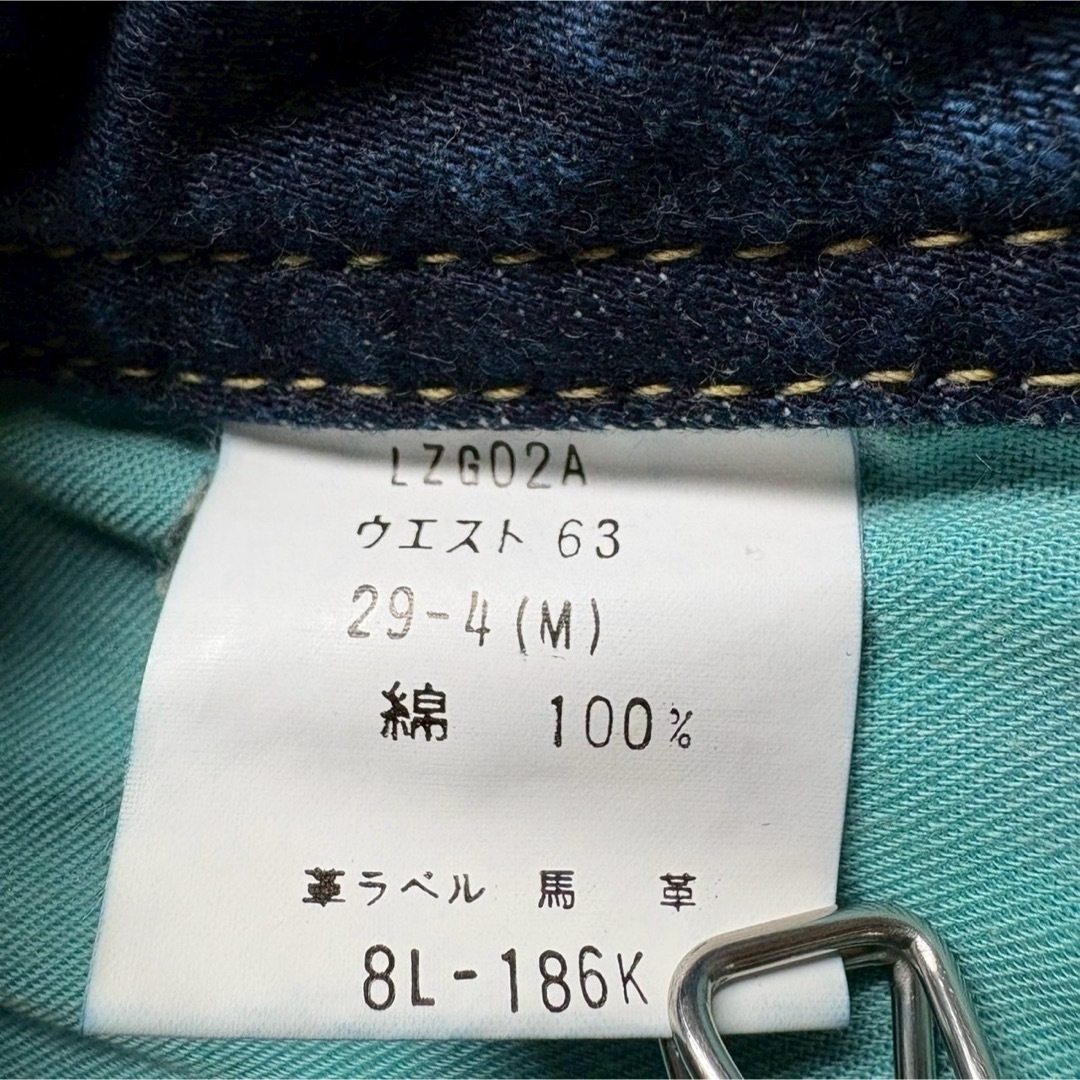 LZG02A
ウエスト 63
29-4(M)
綿 100%
革ラベル 馬 革
8L-186K